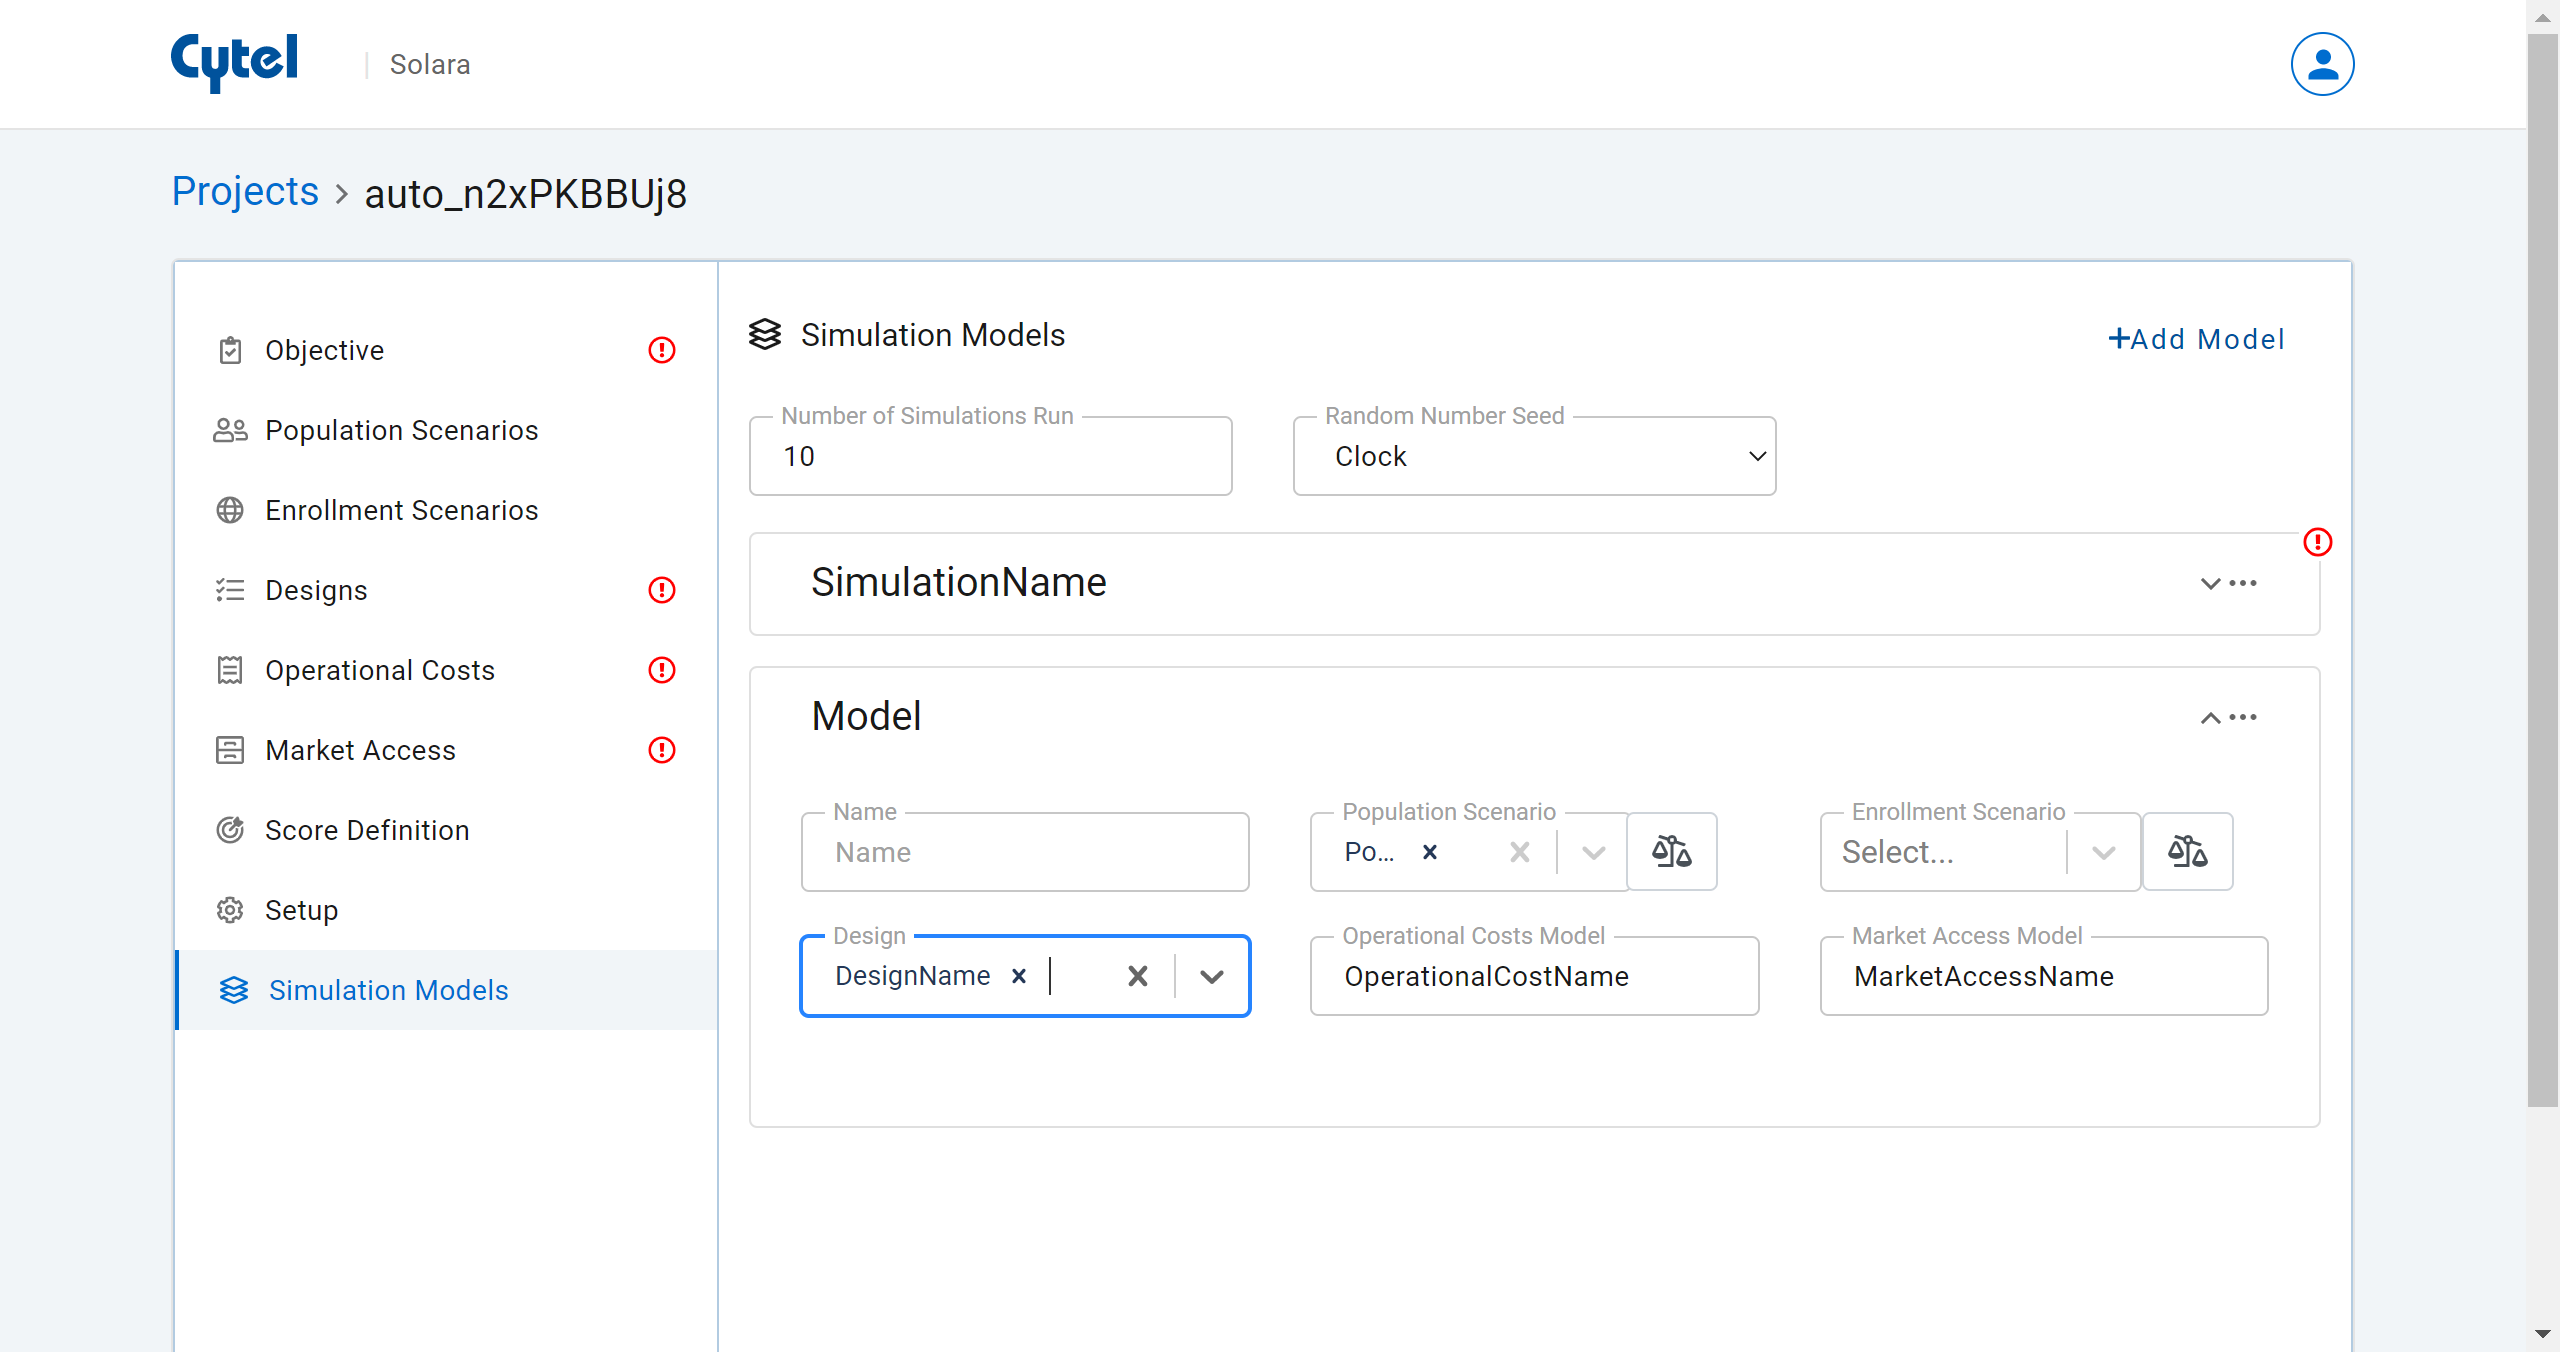 Cytel
Solara
Projects > auto_n2xPKBBUj8
Objective
Population Scenarios
Enrollment Scenarios
Designs
Operational Costs
Market Access
Score Definition
Setup
Simulation Models
Simulation Models
+Add Model
Number of Simulations Run
10
Random Number Seed
Clock
SimulationName
Model
Name
Name
Population Scenario
Po...
Enrollment Scenario
Select...
Design
DesignName
Operational Costs Model
OperationalCostName
Market Access Model
MarketAccessName